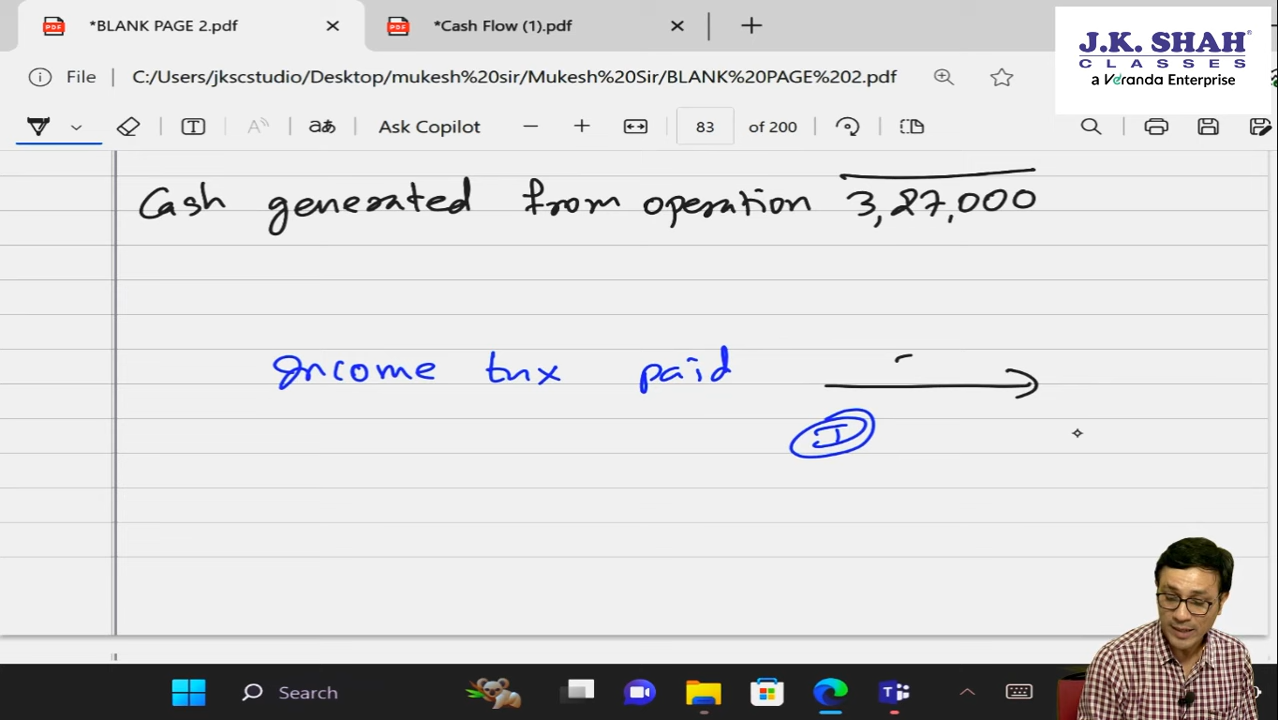 *BLANK PAGE 2.pdf
*Cash Flow (1).pdf
J.K. SHAH®
CLASSES
a Veranda Enterprise
File C:/Users/jkscstudio/Desktop/mukesh%20sir/Mukesh%20Sir/BLANK%20PAGE%202.pdf
aあ Ask Copilot 83 of 200
Cash generated from operation 3,27,000
Income tax paid
I
Search